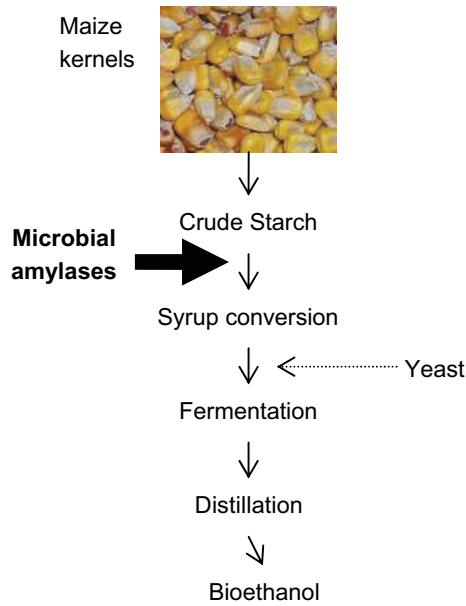 Maize
kernels
Crude Starch
Microbial
amylases
Syrup conversion
Yeast
Fermentation
Distillation
Bioethanol